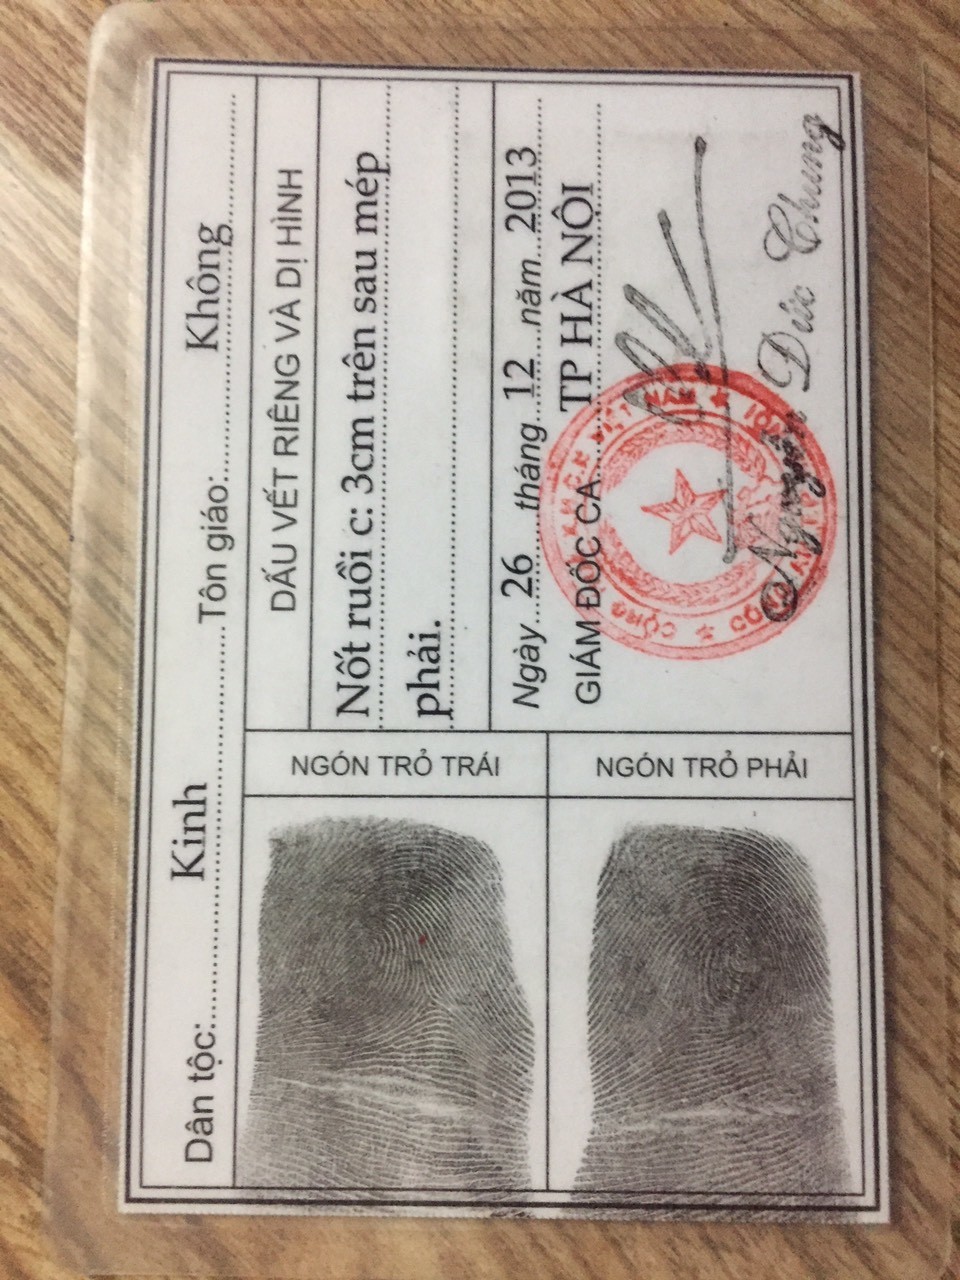 Dân tộc: Kinh Tôn giáo: Không
DẤU VẾT RIÊNG VÀ DỊ HÌNH
Nốt ruồi c: 3cm trên sau mép
phải.
NGÓN TRỎ TRÁI
NGÓN TRỎ PHẢI
Ngày 26 tháng 12 năm 2013
GIÁM ĐỐC CA TP HÀ NỘI
Nguyễn Đức Chung